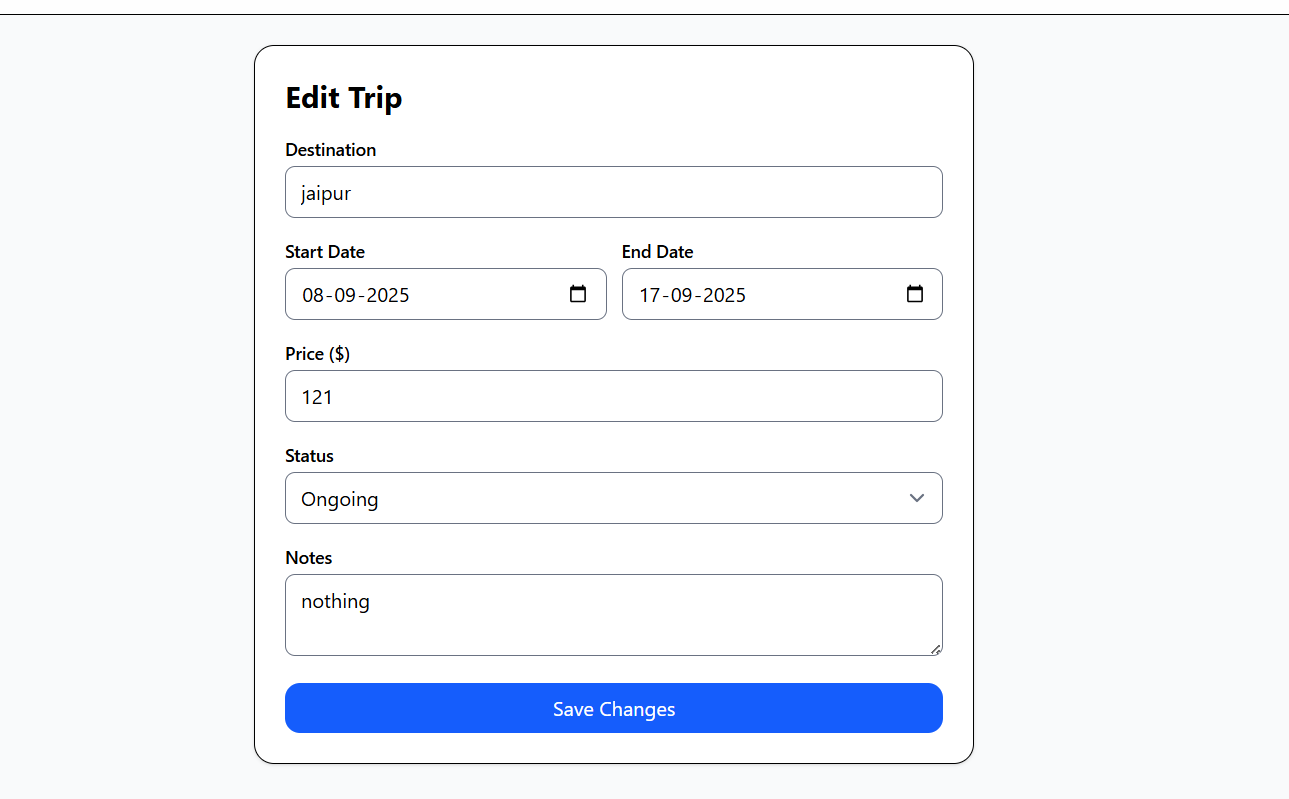 Edit Trip
Destination
jaipur
Start Date End Date
08-09-2025 17-09-2025
Price ($)
121
Status
Ongoing
Notes
nothing
Save Changes